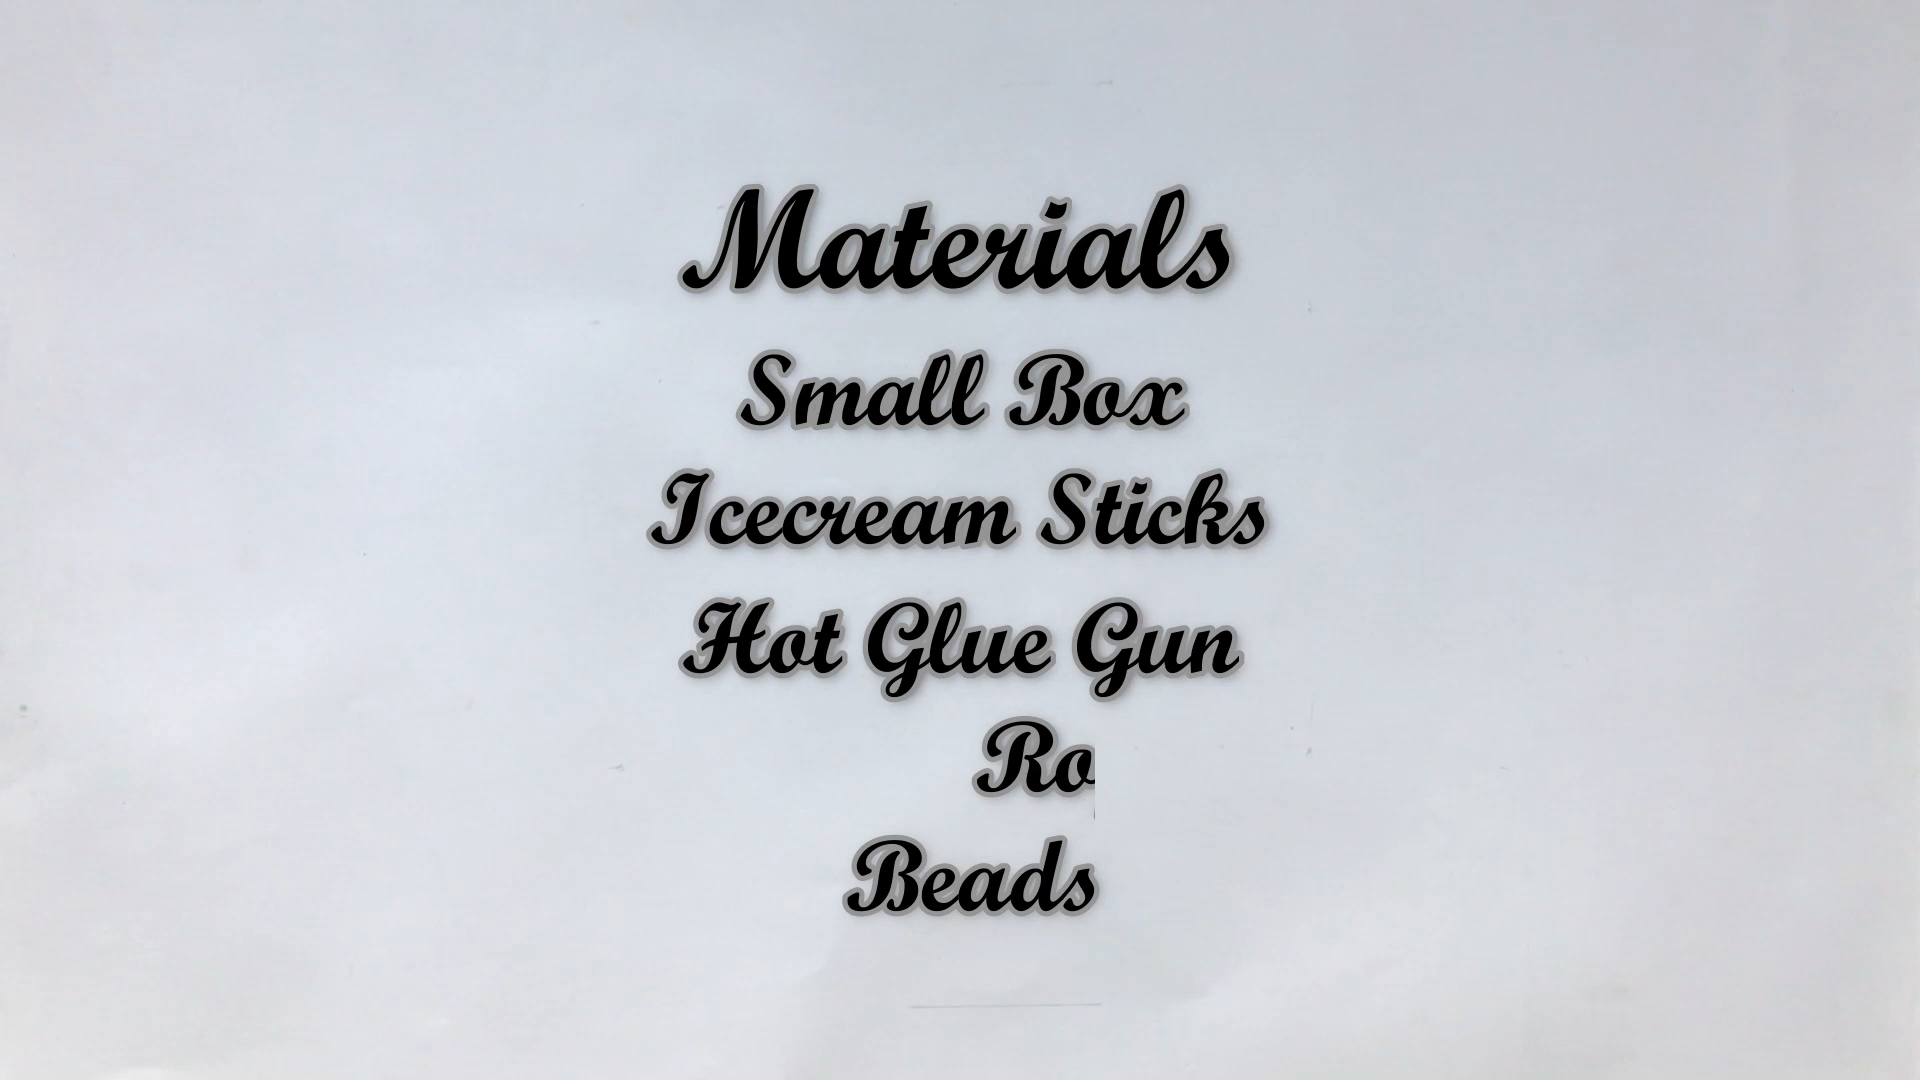 Materials
Small Box
Icecream Sticks
Hot Glue Gun
Ro
Beads